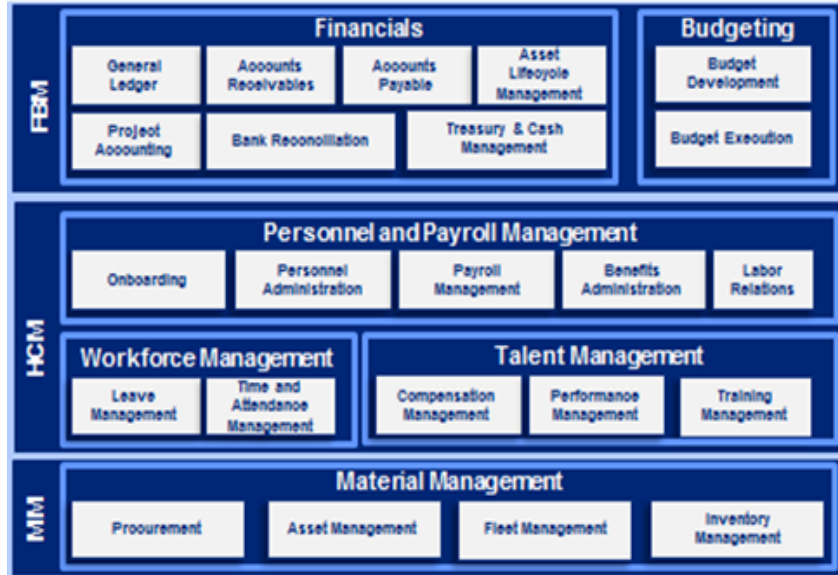 FBM
Financials
General
Ledger
Accounts
Receivables
Accounts
Payable
Asset
Lifecycle
Management
Project
Accounting
Bank Reconciliation
Treasury & Cash
Management
Budgeting
Budget
Development
Budget Execution
HCM
Personnel and Payroll Management
Onboarding
Personnel
Administration
Payroll
Management
Benefits
Administration
Labor
Relations
Workforce Management
Leave
Management
Time and
Attendance
Management
Talent Management
Compensation
Management
Performance
Management
Training
Management
MM
Material Management
Procurement
Asset Management
Fleet Management
Inventory
Management